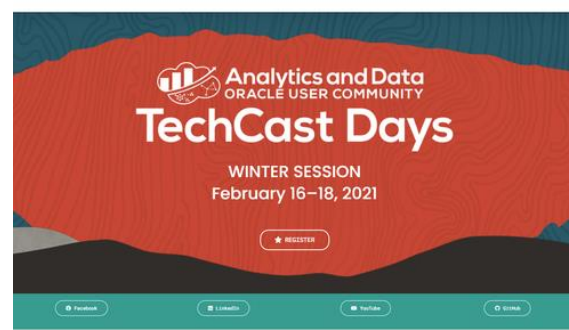 Analytics and Data
ORACLE USER COMMUNITY
TechCast Days
WINTER SESSION
February 16–18, 2021
REGISTER
Facebook
LinkedIn
YouTube
GitHub